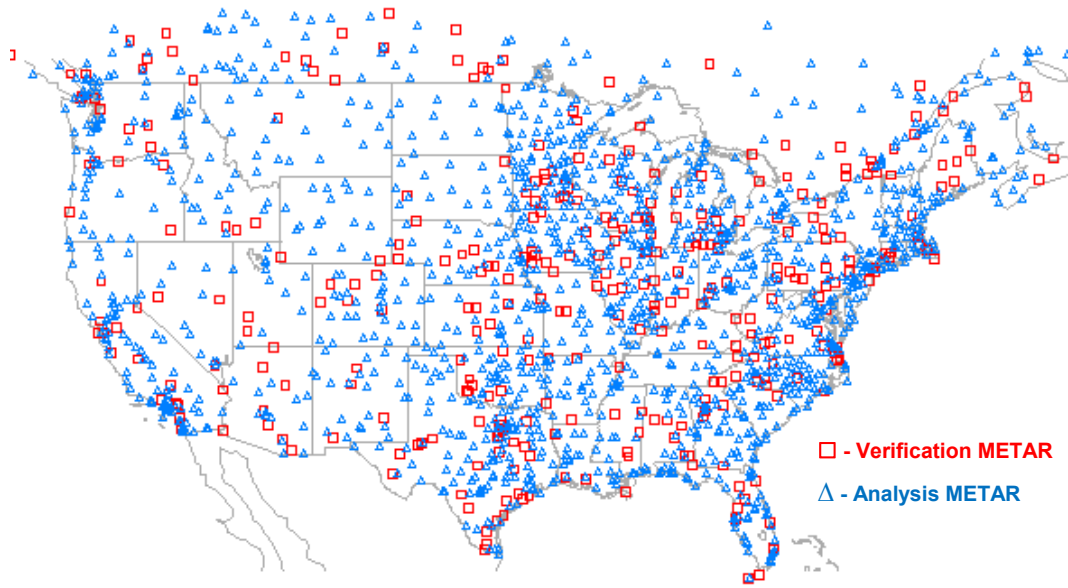 □ - Verification METAR
Δ - Analysis METAR